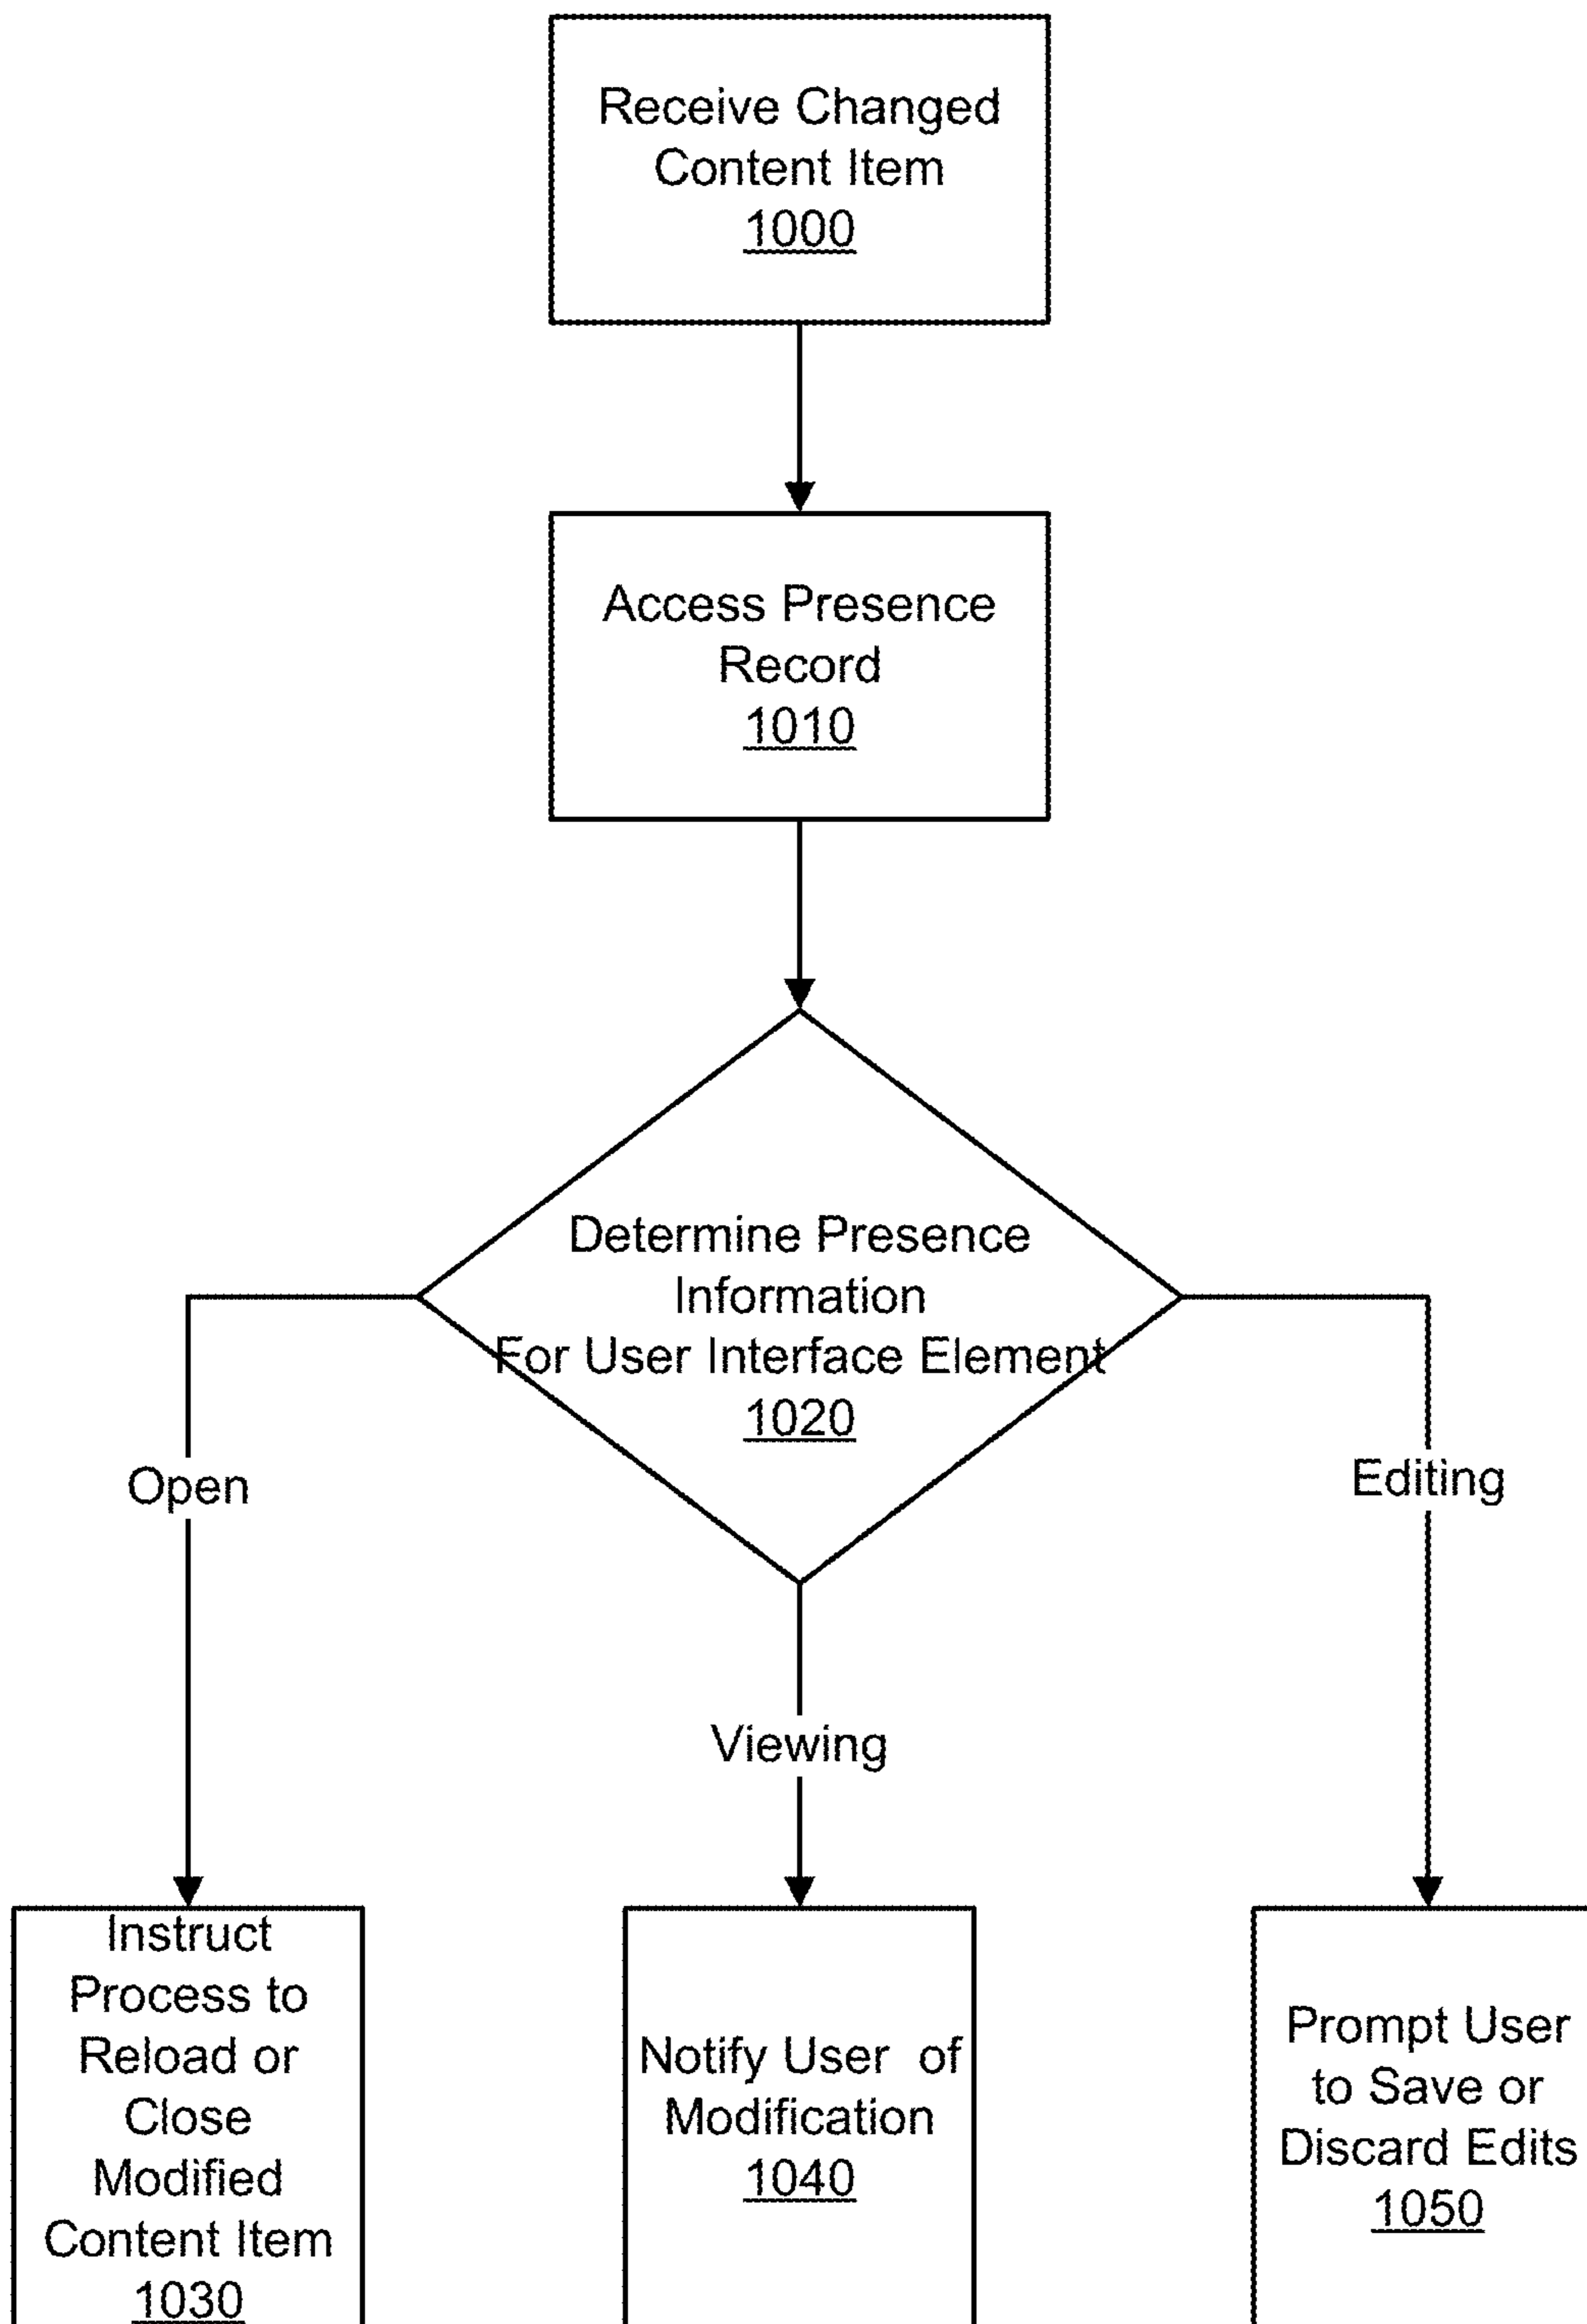 Receive Changed
Content Item
1000
Access Presence
Record
1010
Determine Presence
Information
For User Interface Element
1020
Open
Editing
Viewing
Instruct
Process to
Reload or
Close
Modified
Content Item
1030
Notify User of
Modification
1040
Prompt User
to Save or
Discard Edits
1050